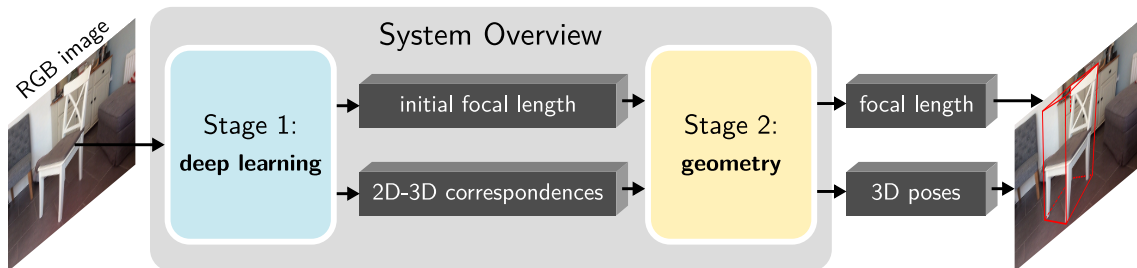 RGB image
System Overview
Stage 1:
deep learning
initial focal length
2D-3D correspondences
Stage 2:
geometry
focal length
3D poses